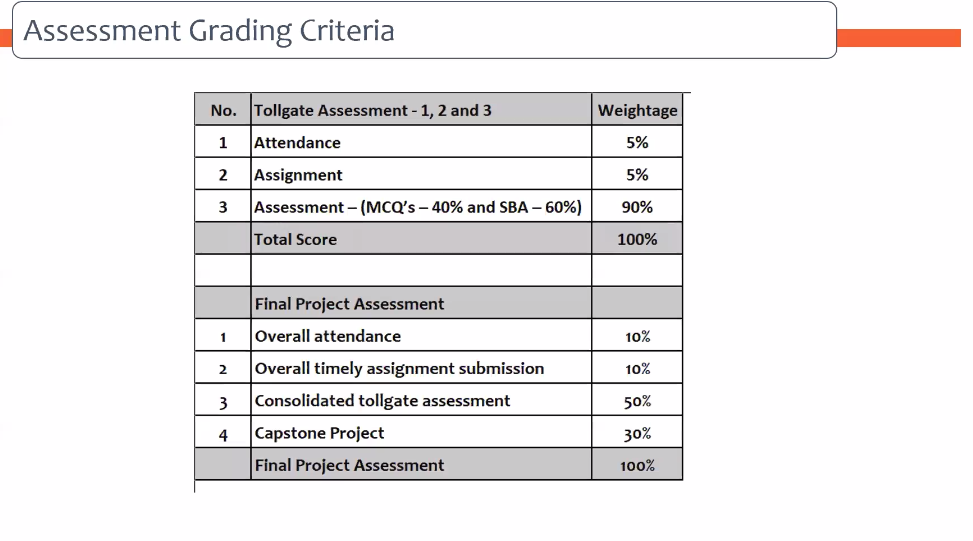 Assessment Grading Criteria
No. Tollgate Assessment - 1, 2 and 3 Weightage
1 Attendance 5%
2 Assignment 5%
3 Assessment – (MCQ's – 40% and SBA – 60%) 90%
Total Score 100%
Final Project Assessment
1 Overall attendance 10%
2 Overall timely assignment submission 10%
3 Consolidated tollgate assessment 50%
4 Capstone Project 30%
Final Project Assessment 100%